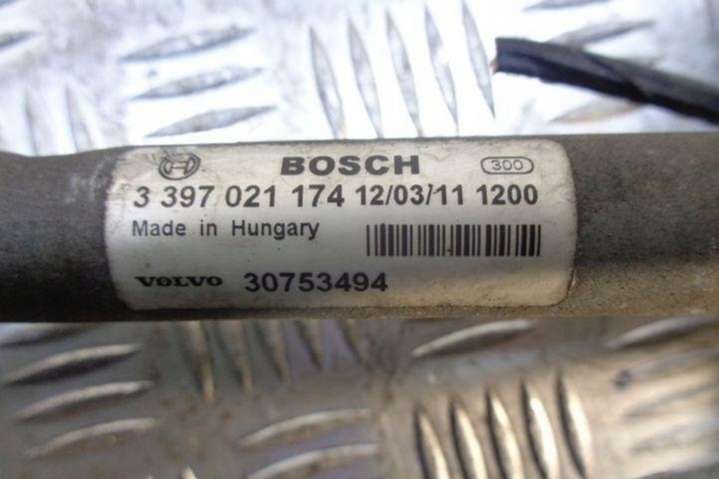 BOSCH 300
3 397 021 174 12/03/11 1200
Made in Hungary
VOLVO 30753494